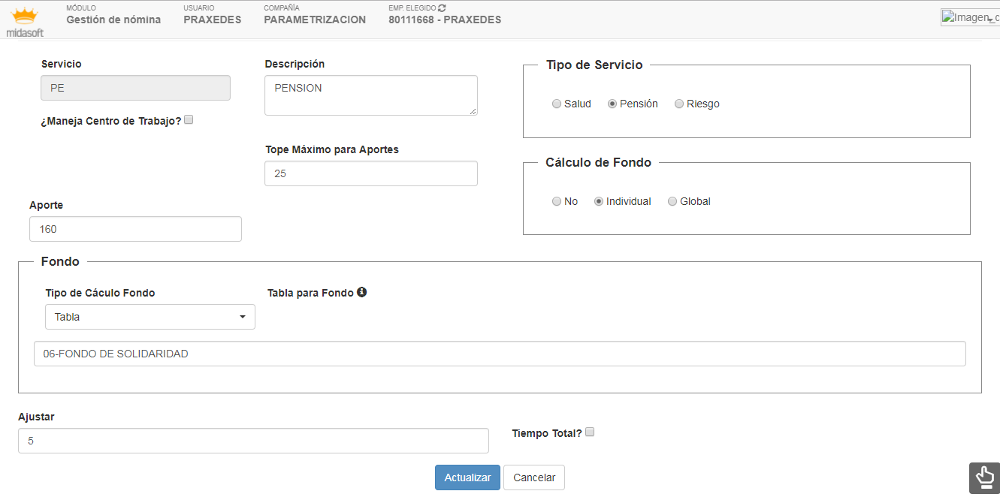 midasoft
MÓDULO
Gestión de nómina
USUARIO
PRAXEDES
COMPAÑÍA
PARAMETRIZACION
EMP. ELEGIDO
80111668 - PRAXEDES
Imagen_c
Servicio
PE
¿Maneja Centro de Trabajo?
Descripción
PENSION
Tope Máximo para Aportes
25
Tipo de Servicio
Salud Pensión Riesgo
Cálculo de Fondo
No Individual Global
Aporte
160
Fondo
Tipo de Cáculo Fondo
Tabla
Tabla para Fondo
06-FONDO DE SOLIDARIDAD
Ajustar
5
Tiempo Total?
Actualizar Cancelar